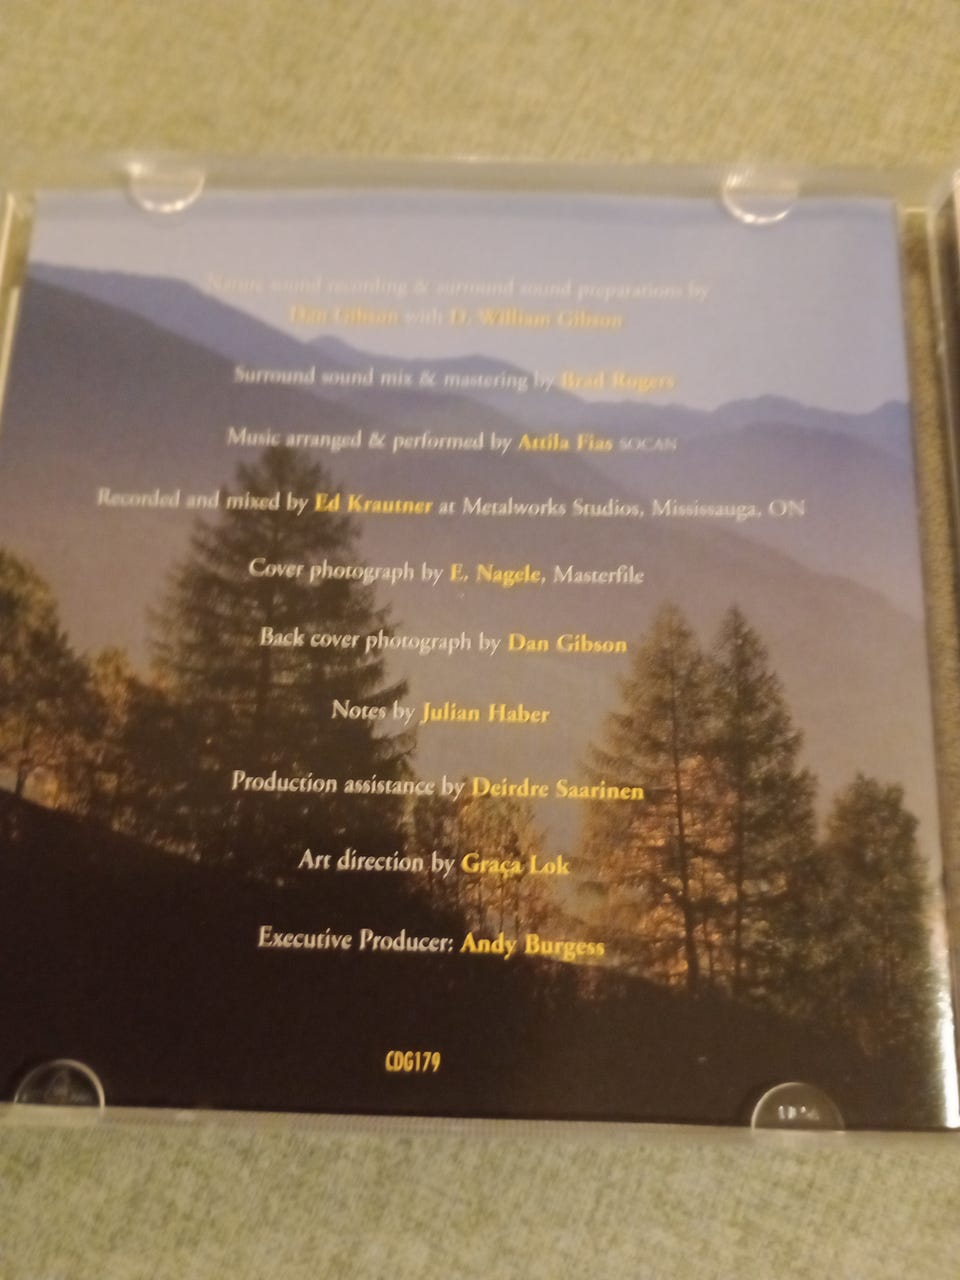 Nature sound recording & surround sound preparations by
Dan Gibson with D. William Gibson
Surround sound mix & mastering by Brad Rogers
Music arranged & performed by Attila Fias SOCAN
Recorded and mixed by Ed Krautner at Metalworks Studios, Mississauga, ON
Cover photograph by E. Nagele, Masterfile
Back cover photograph by Dan Gibson
Notes by Julian Haber
Production assistance by Deirdre Saarinen
Art direction by Graça Lok
Executive Producer: Andy Burgess
CDG179